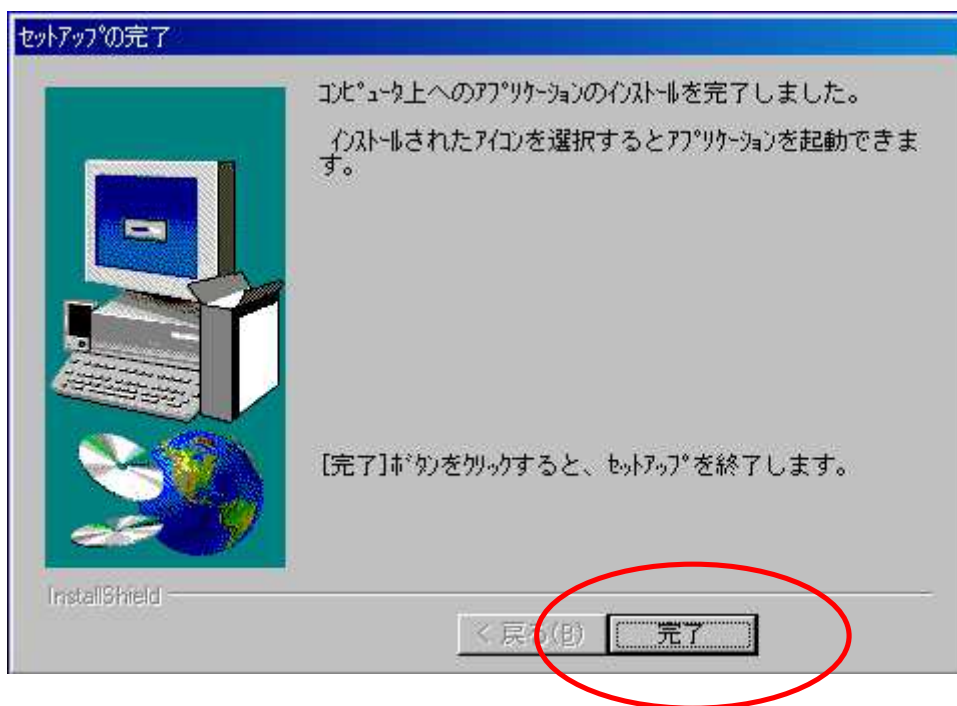 セットアップの完了
コンピュータ上へのアプリケーションのインストールを完了しました。
インストールされたアイコンを選択するとアプリケーションを起動できま
す。
[完了]ボタンをクリックすると、セットアップを終了します。
InstallShield
< 戻る(B) 完了